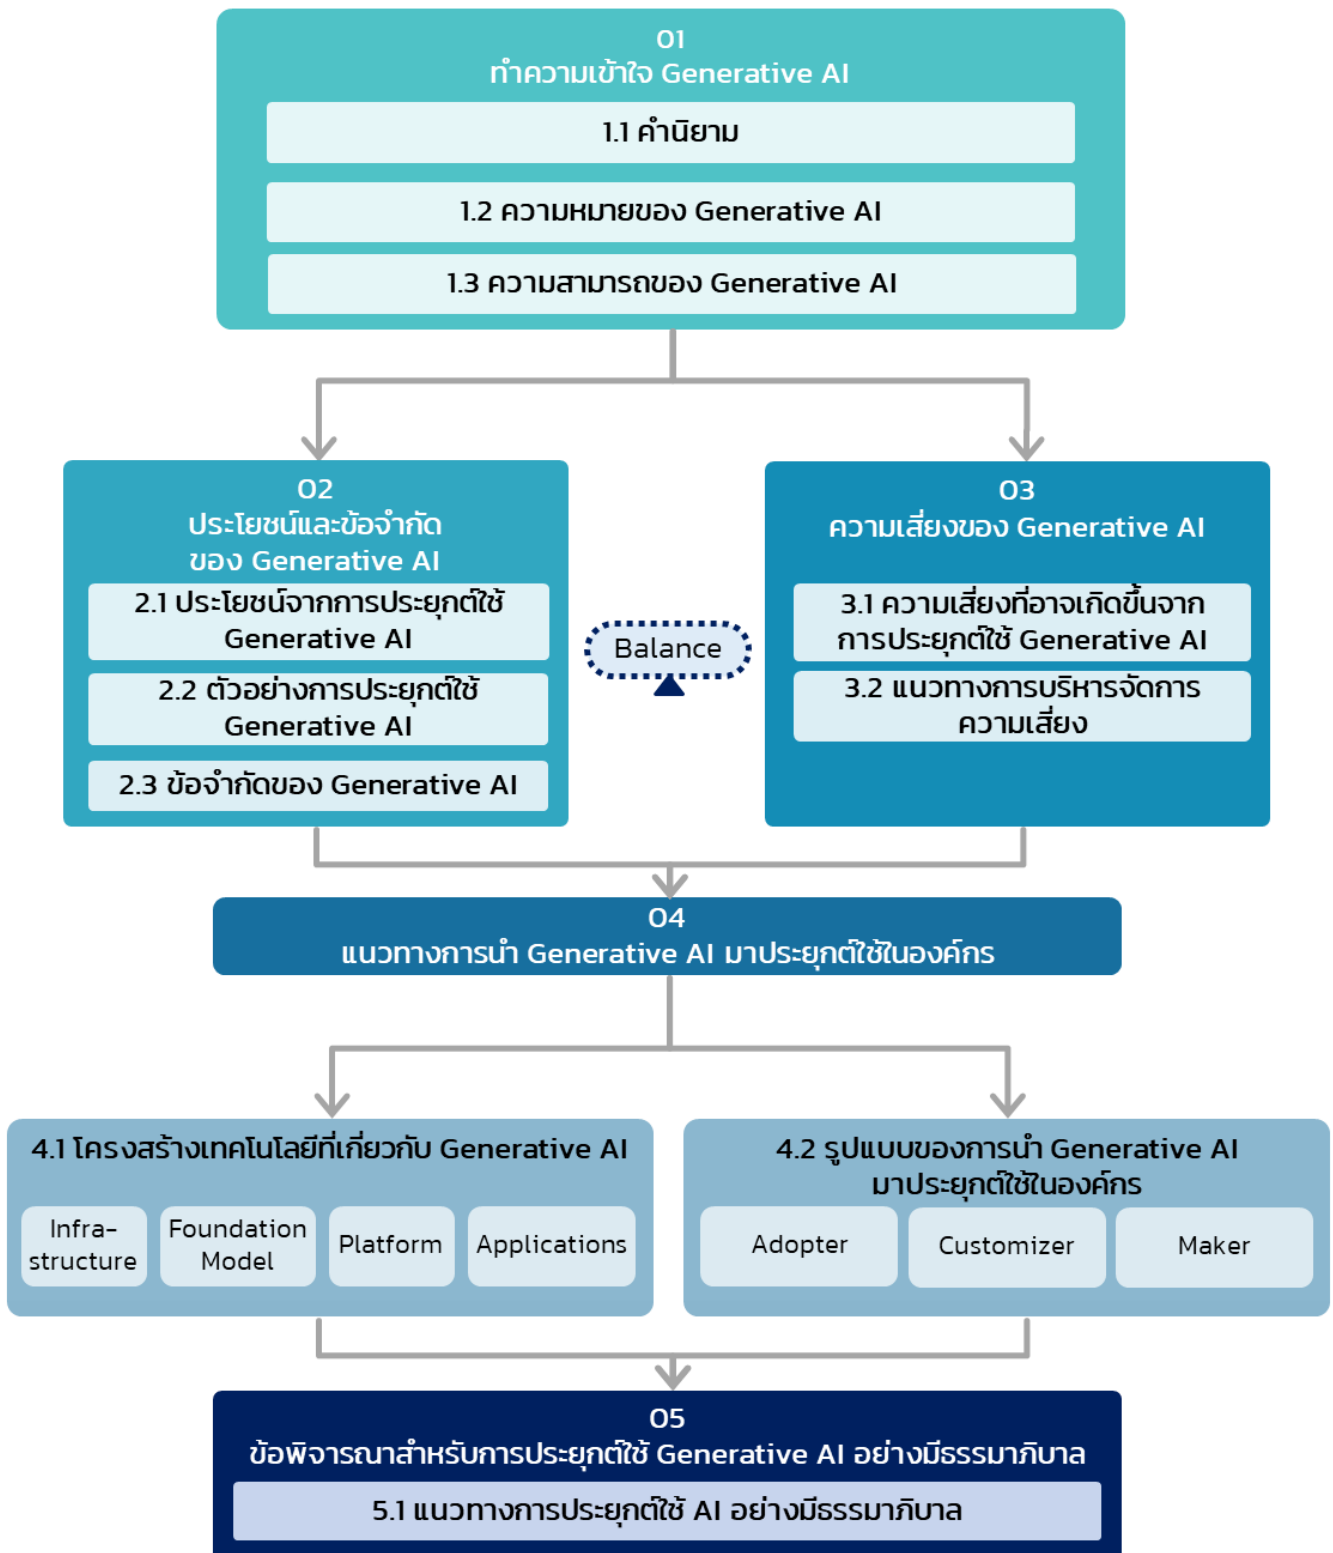 01
ทำความเข้าใจ Generative AI
1.1 คำนิยาม
1.2 ความหมายของ Generative AI
1.3 ความสามารถของ Generative AI
02
ประโยชน์และข้อจำกัด
ของ Generative AI
2.1 ประโยชน์จากการประยุกต์ใช้
Generative AI
2.2 ตัวอย่างการประยุกต์ใช้
Generative AI
2.3 ข้อจำกัดของ Generative AI
Balance
03
ความเสี่ยงของ Generative AI
3.1 ความเสี่ยงที่อาจเกิดขึ้นจาก
การประยุกต์ใช้ Generative AI
3.2 แนวทางการบริหารจัดการ
ความเสี่ยง
04
แนวทางการนำ Generative AI มาประยุกต์ใช้ในองค์กร
4.1 โครงสร้างเทคโนโลยีที่เกี่ยวกับ Generative AI
Infra-
structure
Foundation
Model
Platform
Applications
4.2 รูปแบบของการนำ Generative AI
มาประยุกต์ใช้ในองค์กร
Adopter
Customizer
Maker
05
ข้อพิจารณาสำหรับการประยุกต์ใช้ Generative AI อย่างมีธรรมาภิบาล
5.1 แนวทางการประยุกต์ใช้ AI อย่างมีธรรมาภิบาล